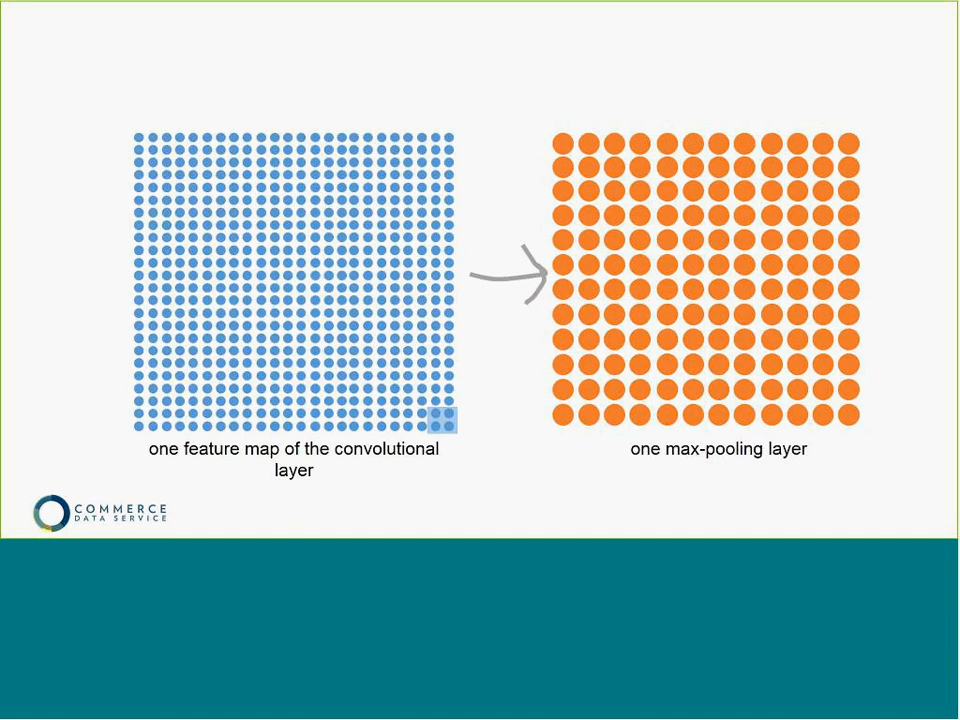 one feature map of the convolutional
layer
one max-pooling layer
COMMERCE
DATA SERVICE